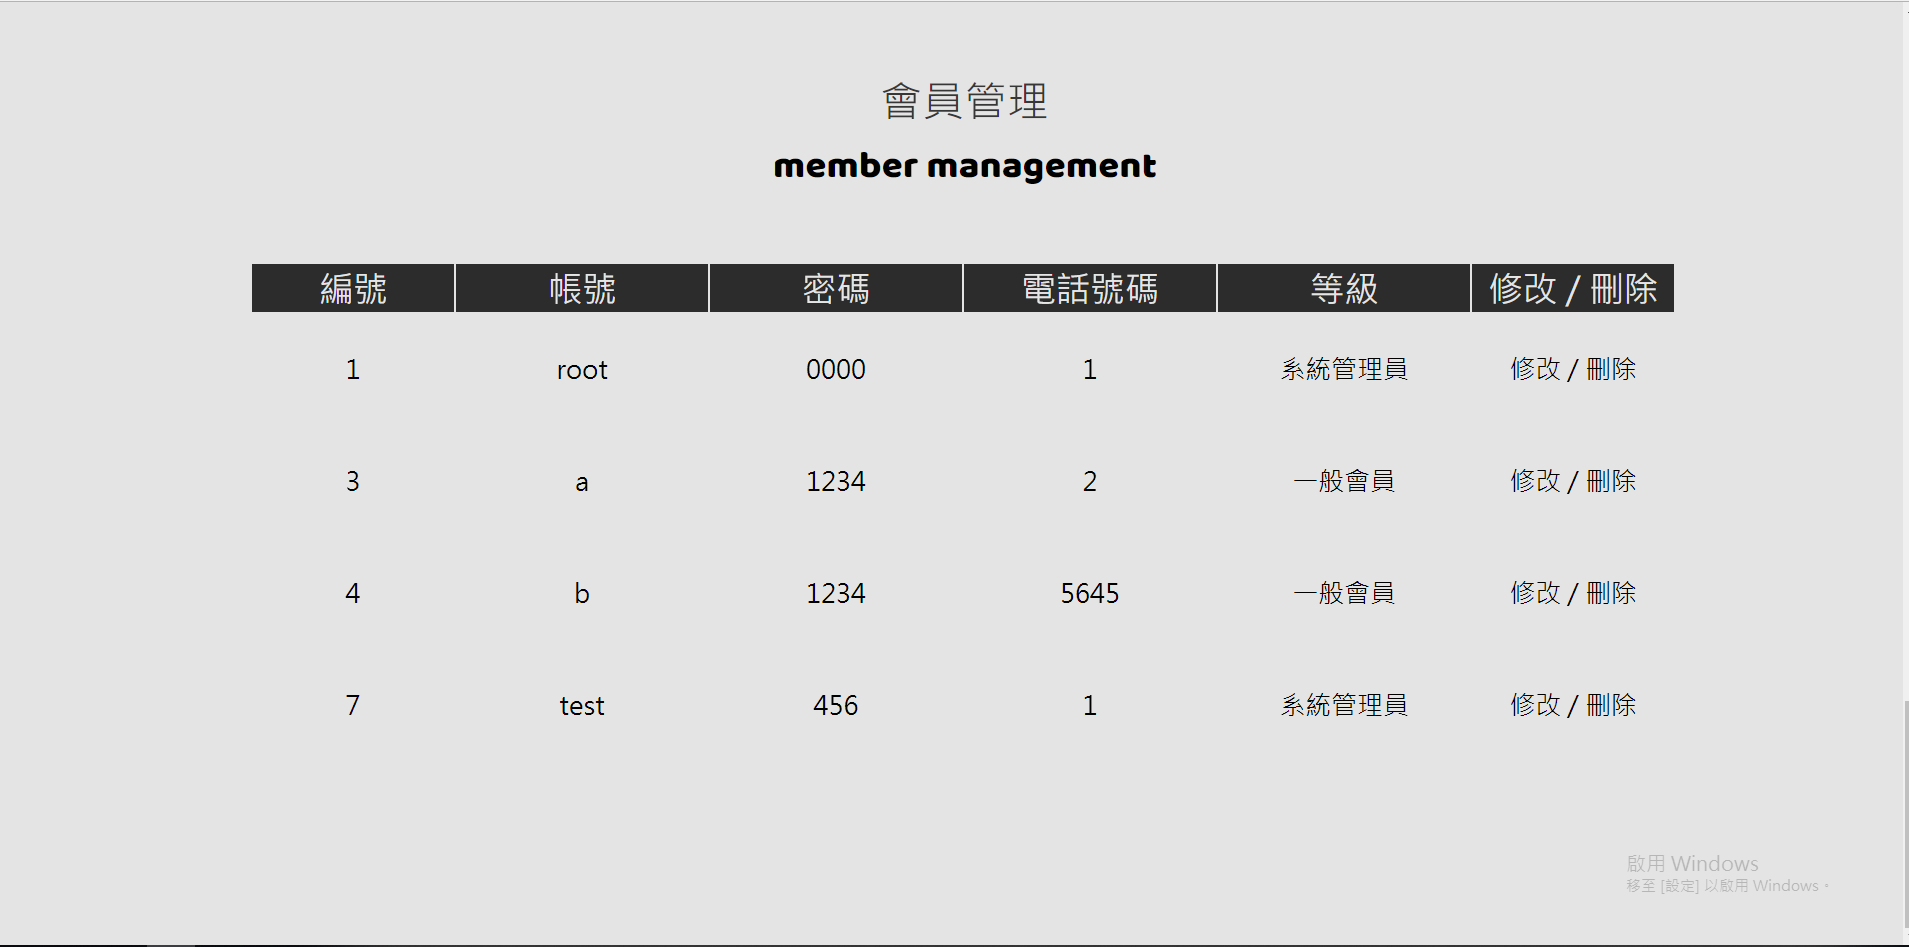 會員管理
member management
編號 帳號 密碼 電話號碼 等級 修改 / 刪除
1 root 0000 1 系統管理員 修改 / 刪除
3 a 1234 2 一般會員 修改 / 刪除
4 b 1234 5645 一般會員 修改 / 刪除
7 test 456 1 系統管理員 修改 / 刪除
啟用 Windows
移至 [設定] 以啟用 Windows。